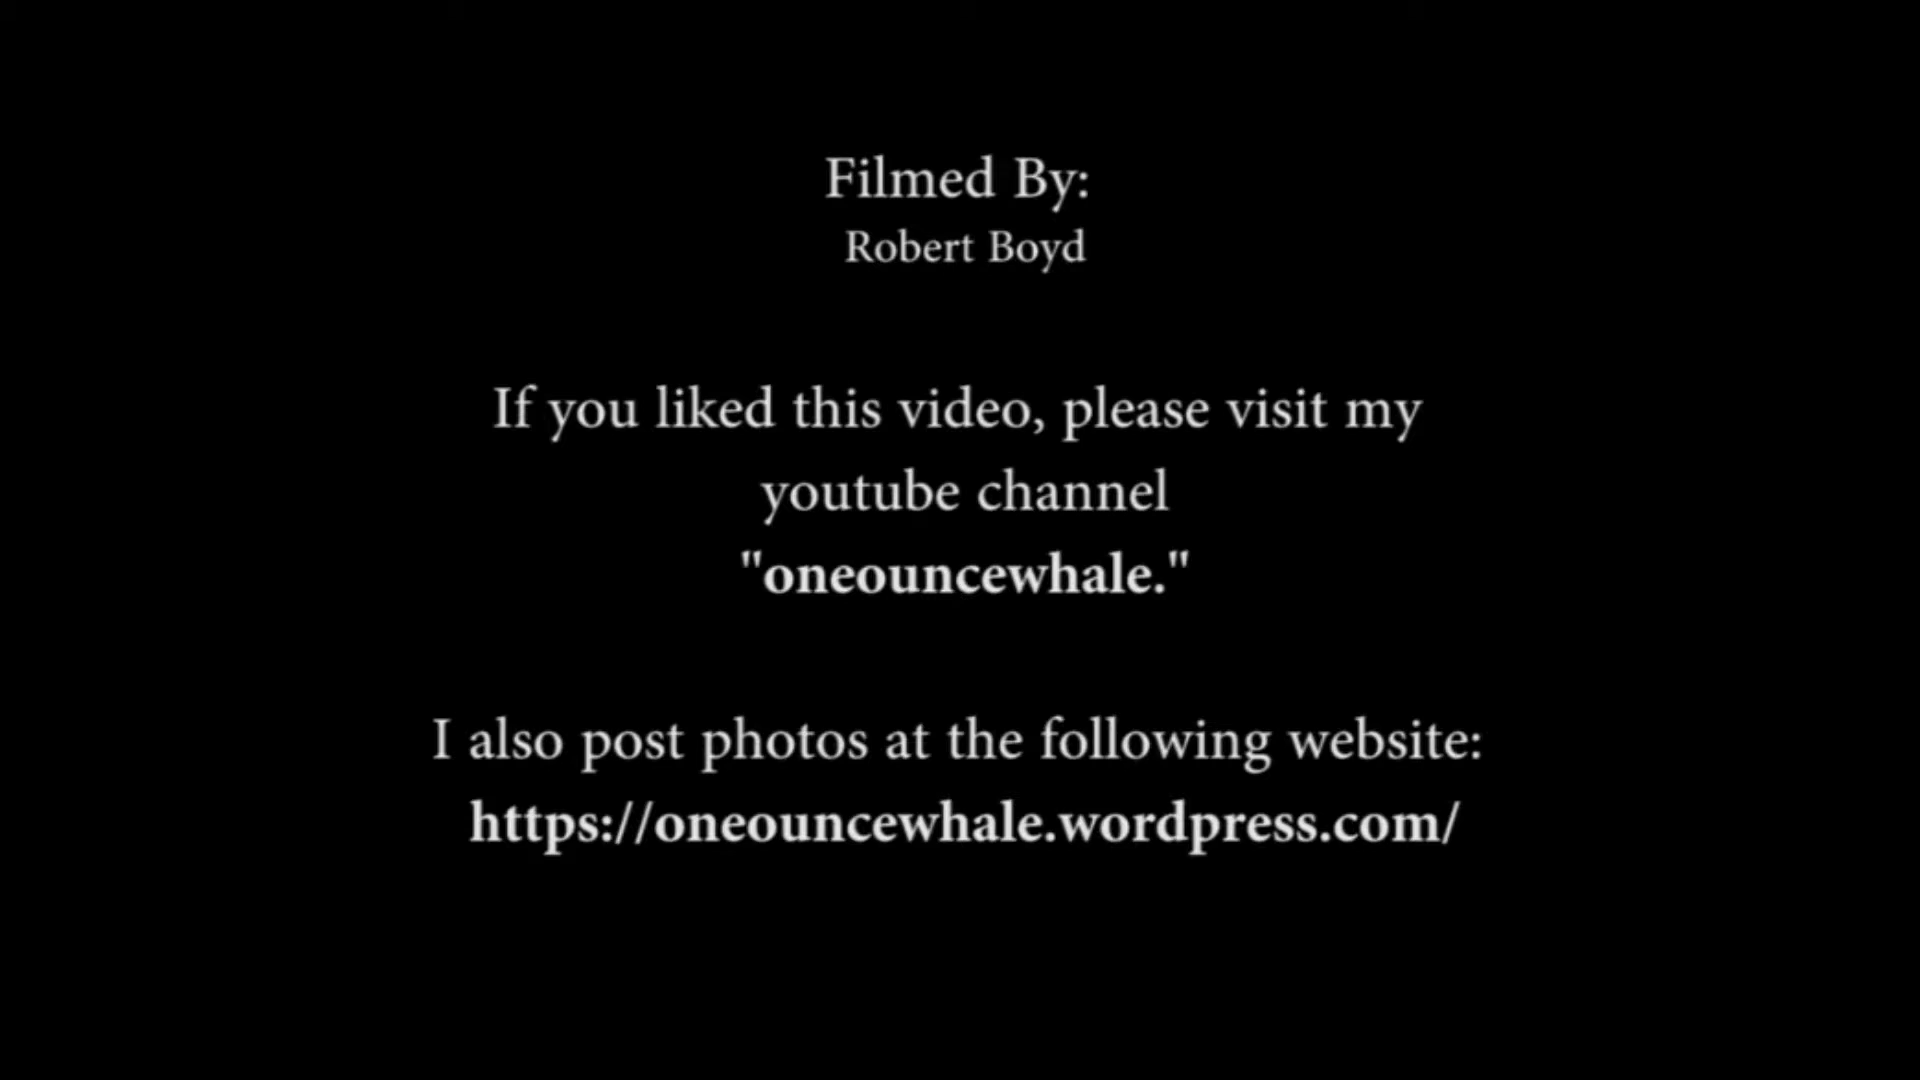 Filmed By:
Robert Boyd
If you liked this video, please visit my
youtube channel
"oneouncewhale."
I also post photos at the following website:
https://oneouncewhale.wordpress.com/